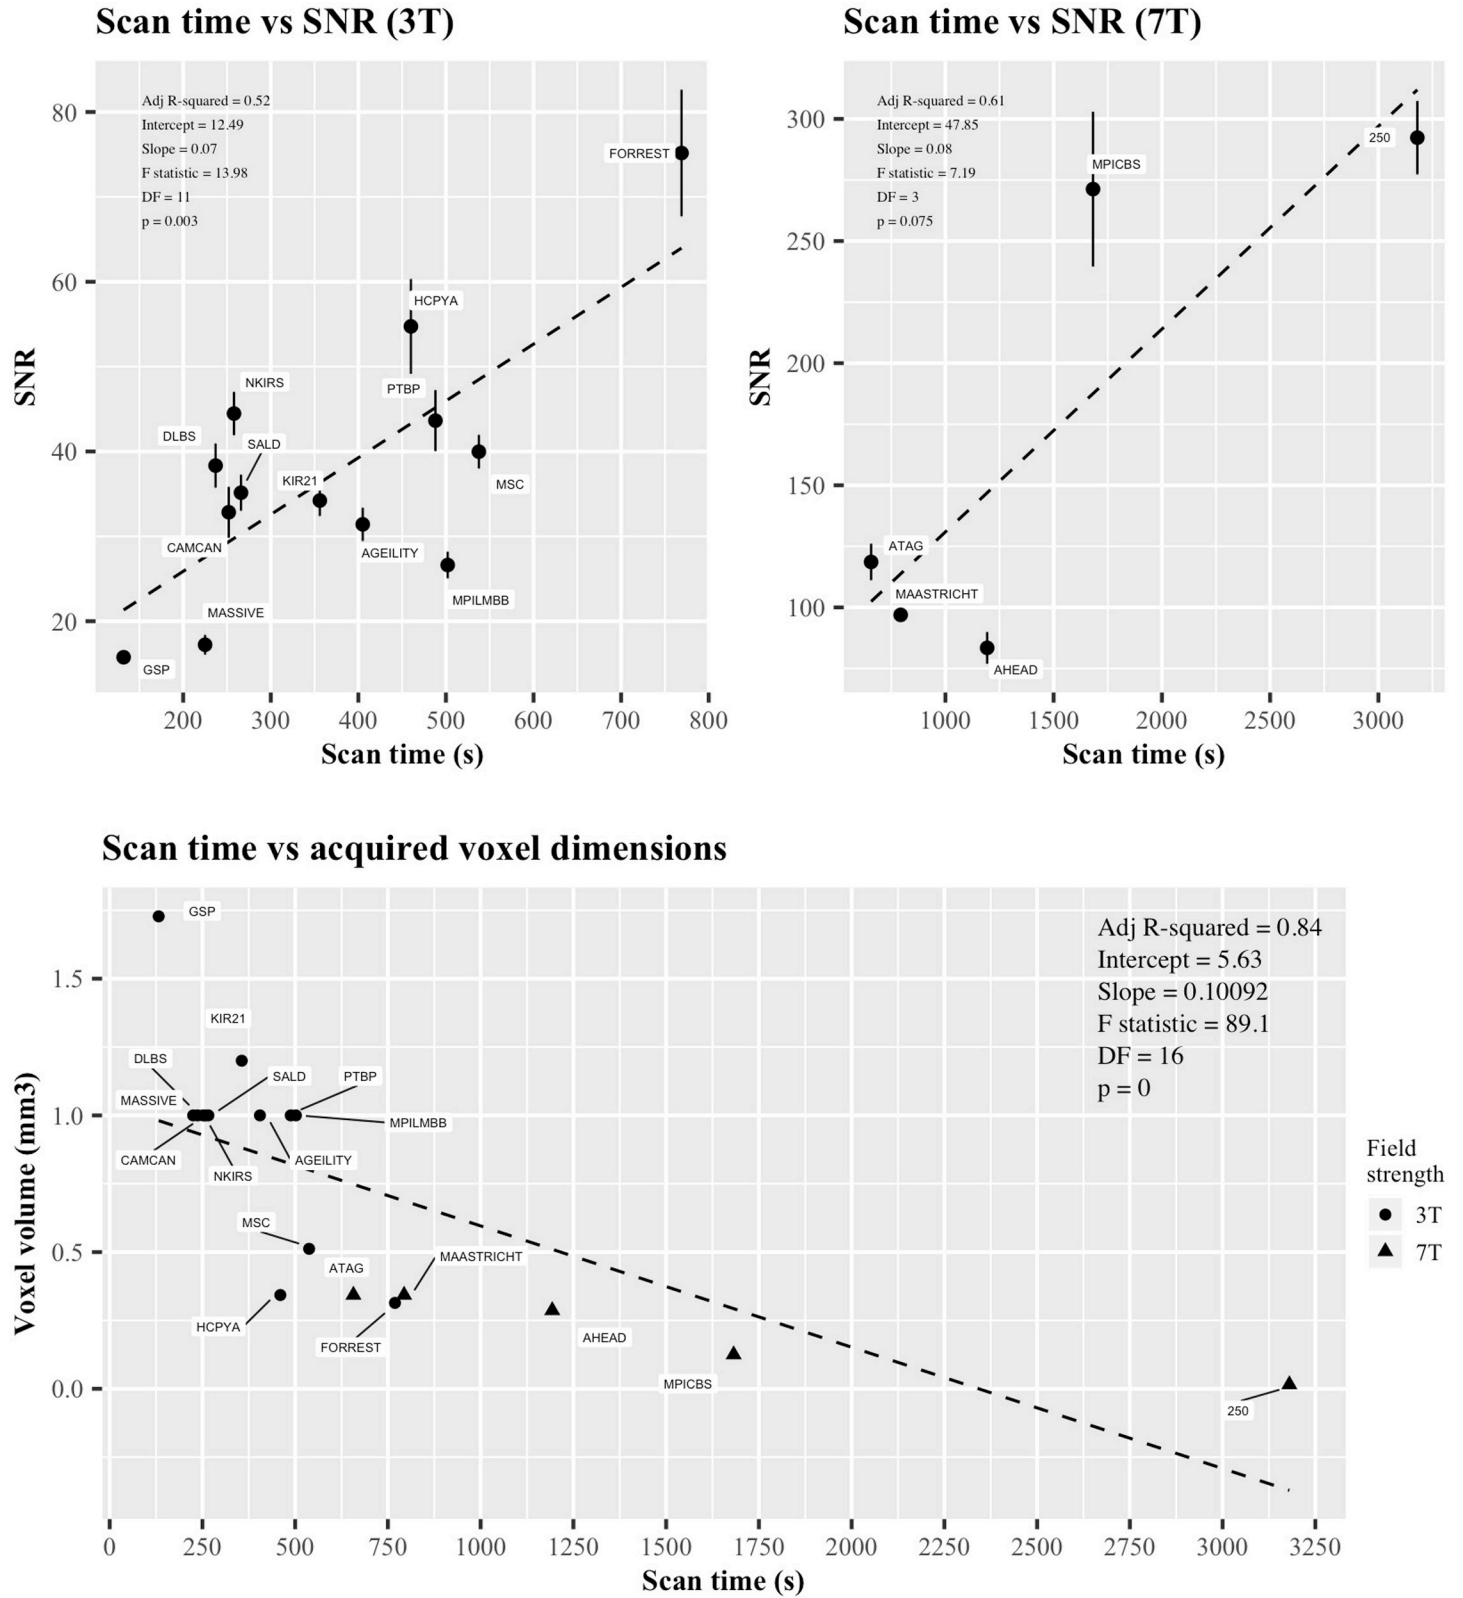 Scan time vs SNR (3T)
Adj R-squared = 0.52
Intercept = 12.49
Slope = 0.07
F statistic = 13.98
DF = 11
p = 0.003
80
60
40
20
SNR
FORREST
HCPYA
PTBP
NKIRS
DLBS
SALD
KIR21
MSC
CAMCAN
AGEILITY
MPILMBB
MASSIVE
GSP
200 300 400 500 600 700 800
Scan time (s)
Scan time vs SNR (7T)
Adj R-squared = 0.61
Intercept = 47.85
Slope = 0.08
F statistic = 7.19
DF = 3
p = 0.075
300
250
200
150
100
SNR
250
MPICBS
ATAG
MAASTRICHT
AHEAD
1000 1500 2000 2500 3000
Scan time (s)
Scan time vs acquired voxel dimensions
Adj R-squared = 0.84
Intercept = 5.63
Slope = 0.10092
F statistic = 89.1
DF = 16
p = 0
1.5
1.0
0.5
0.0
Voxel volume (mm3)
GSP
KIR21
DLBS
SALD
PTBP
MASSIVE
MPILMBB
CAMCAN
NKIRS
AGEILITY
MSC
ATAG
MAASTRICHT
HCPYA
FORREST
AHEAD
MPICBS
250
0 250 500 750 1000 1250 1500 1750 2000 2250 2500 2750 3000 3250
Scan time (s)
Field
strength
3T
7T